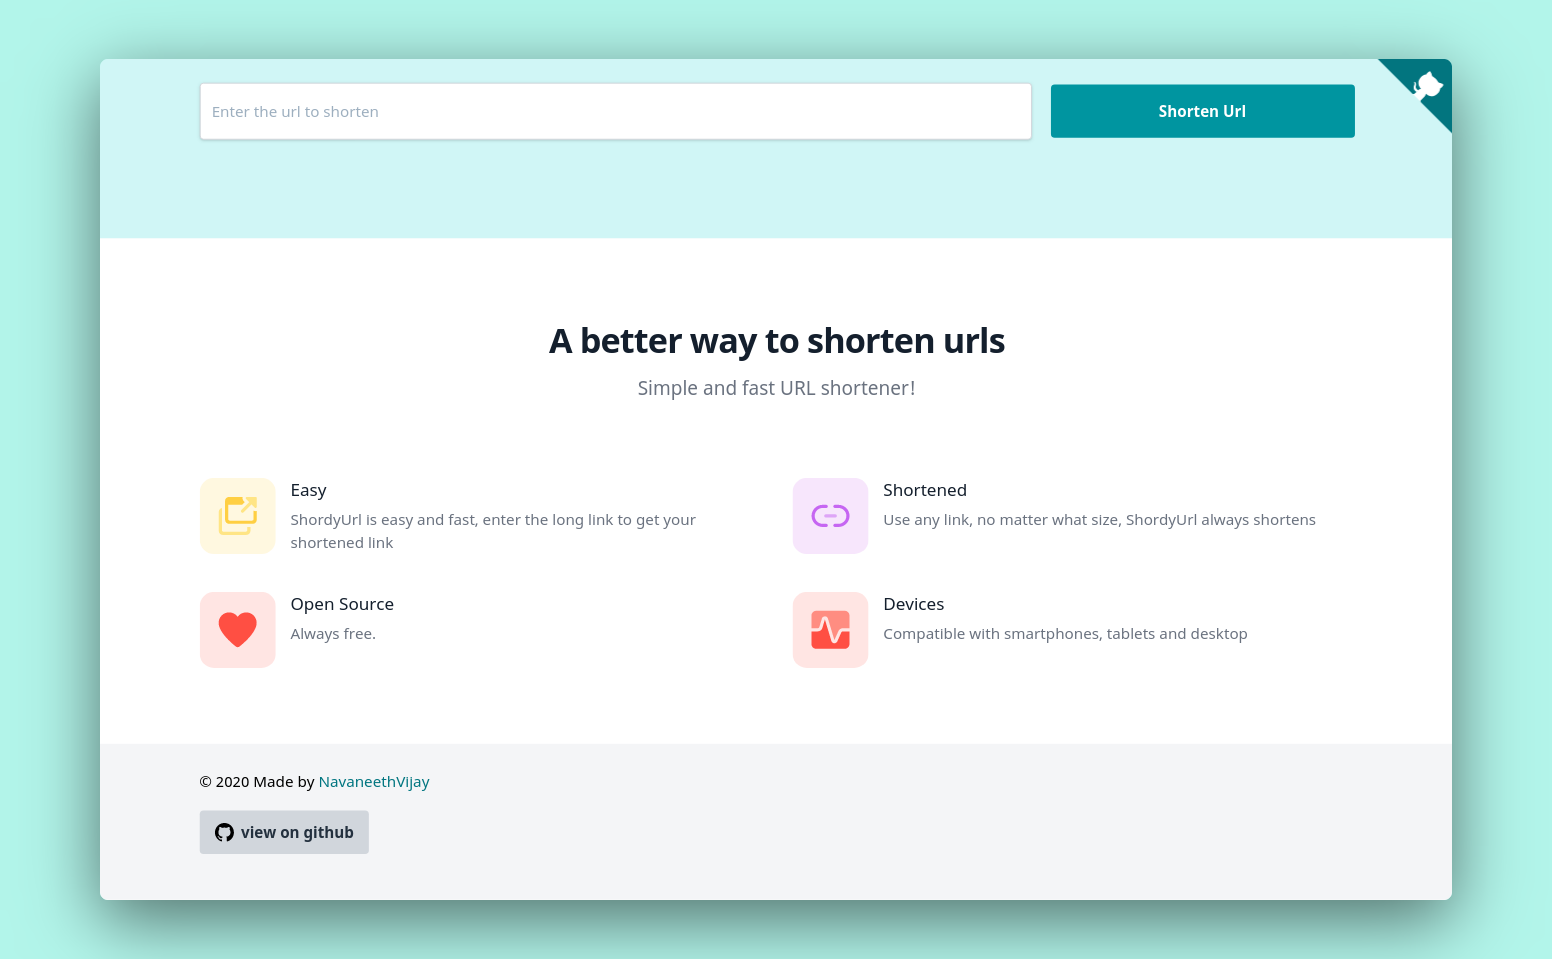 Enter the url to shorten
Shorten Url
A better way to shorten urls
Simple and fast URL shortener!
Easy
ShordyUrl is easy and fast, enter the long link to get your
shortened link
Shortened
Use any link, no matter what size, ShordyUrl always shortens
Open Source
Always free.
Devices
Compatible with smartphones, tablets and desktop
© 2020 Made by NavaneethVijay
view on github